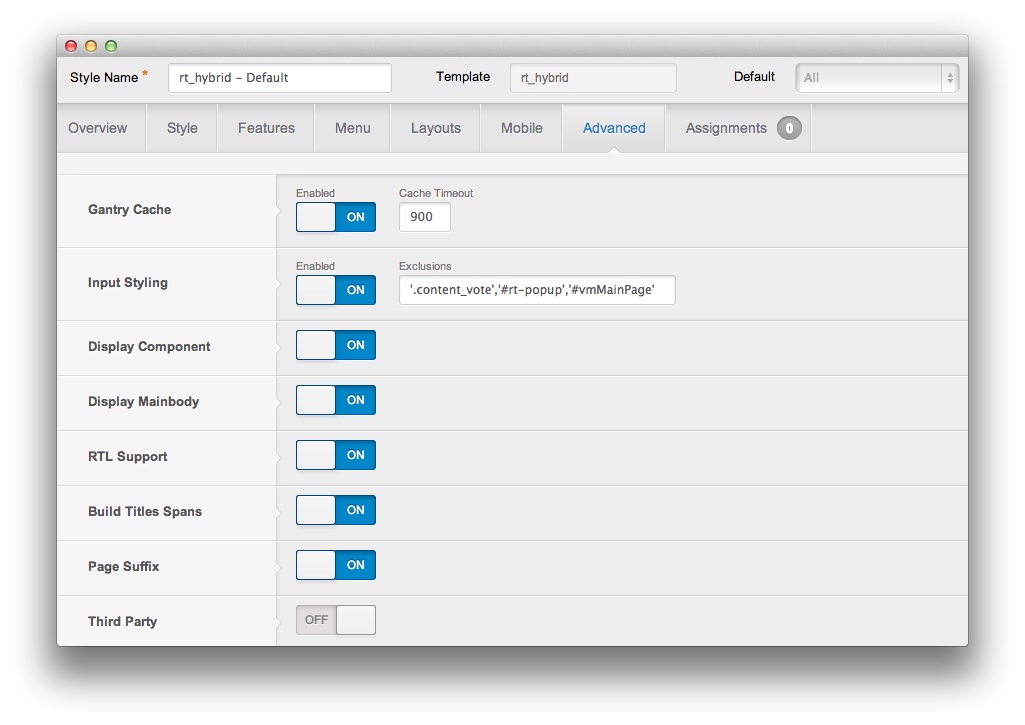 Style Name * rt_hybrid – Default Template rt_hybrid Default All
Overview Style Features Menu Layouts Mobile Advanced Assignments 0
Enabled Cache Timeout
Gantry Cache ON 900
Enabled Exclusions
Input Styling ON '.content_vote','#rt-popup','#vmMainPage'
Display Component ON
Display Mainbody ON
RTL Support ON
Build Titles Spans ON
Page Suffix ON
Third Party OFF